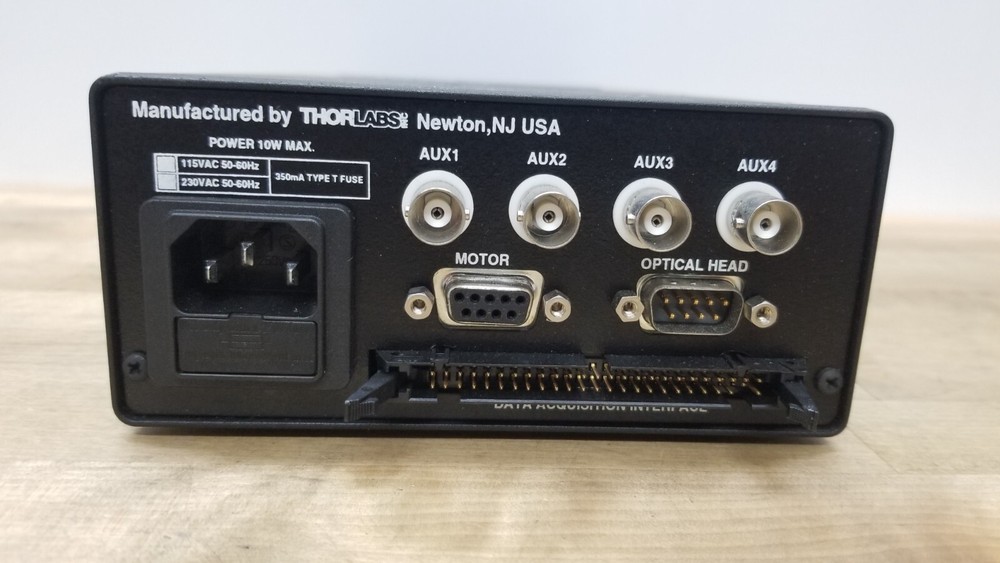 Manufactured by THORLABS INC Newton, NJ USA
POWER 10W MAX.
115VAC 50-60Hz
230VAC 50-60Hz
350mA TYPE T FUSE
AUX1 AUX2 AUX3 AUX4
MOTOR OPTICAL HEAD
DATA ACQUISITION INTERFACE